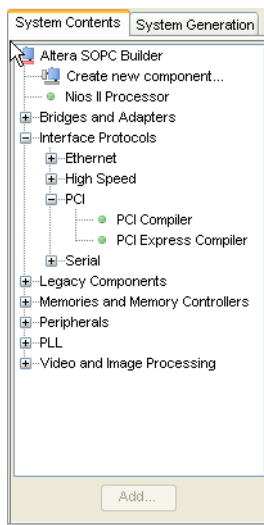 System Contents System Generation
Altera SOPC Builder
Create new component...
Nios II Processor
Bridges and Adapters
Interface Protocols
Ethernet
High Speed
PCI
PCI Compiler
PCI Express Compiler
Serial
Legacy Components
Memories and Memory Controllers
Peripherals
PLL
Video and Image Processing
Add...